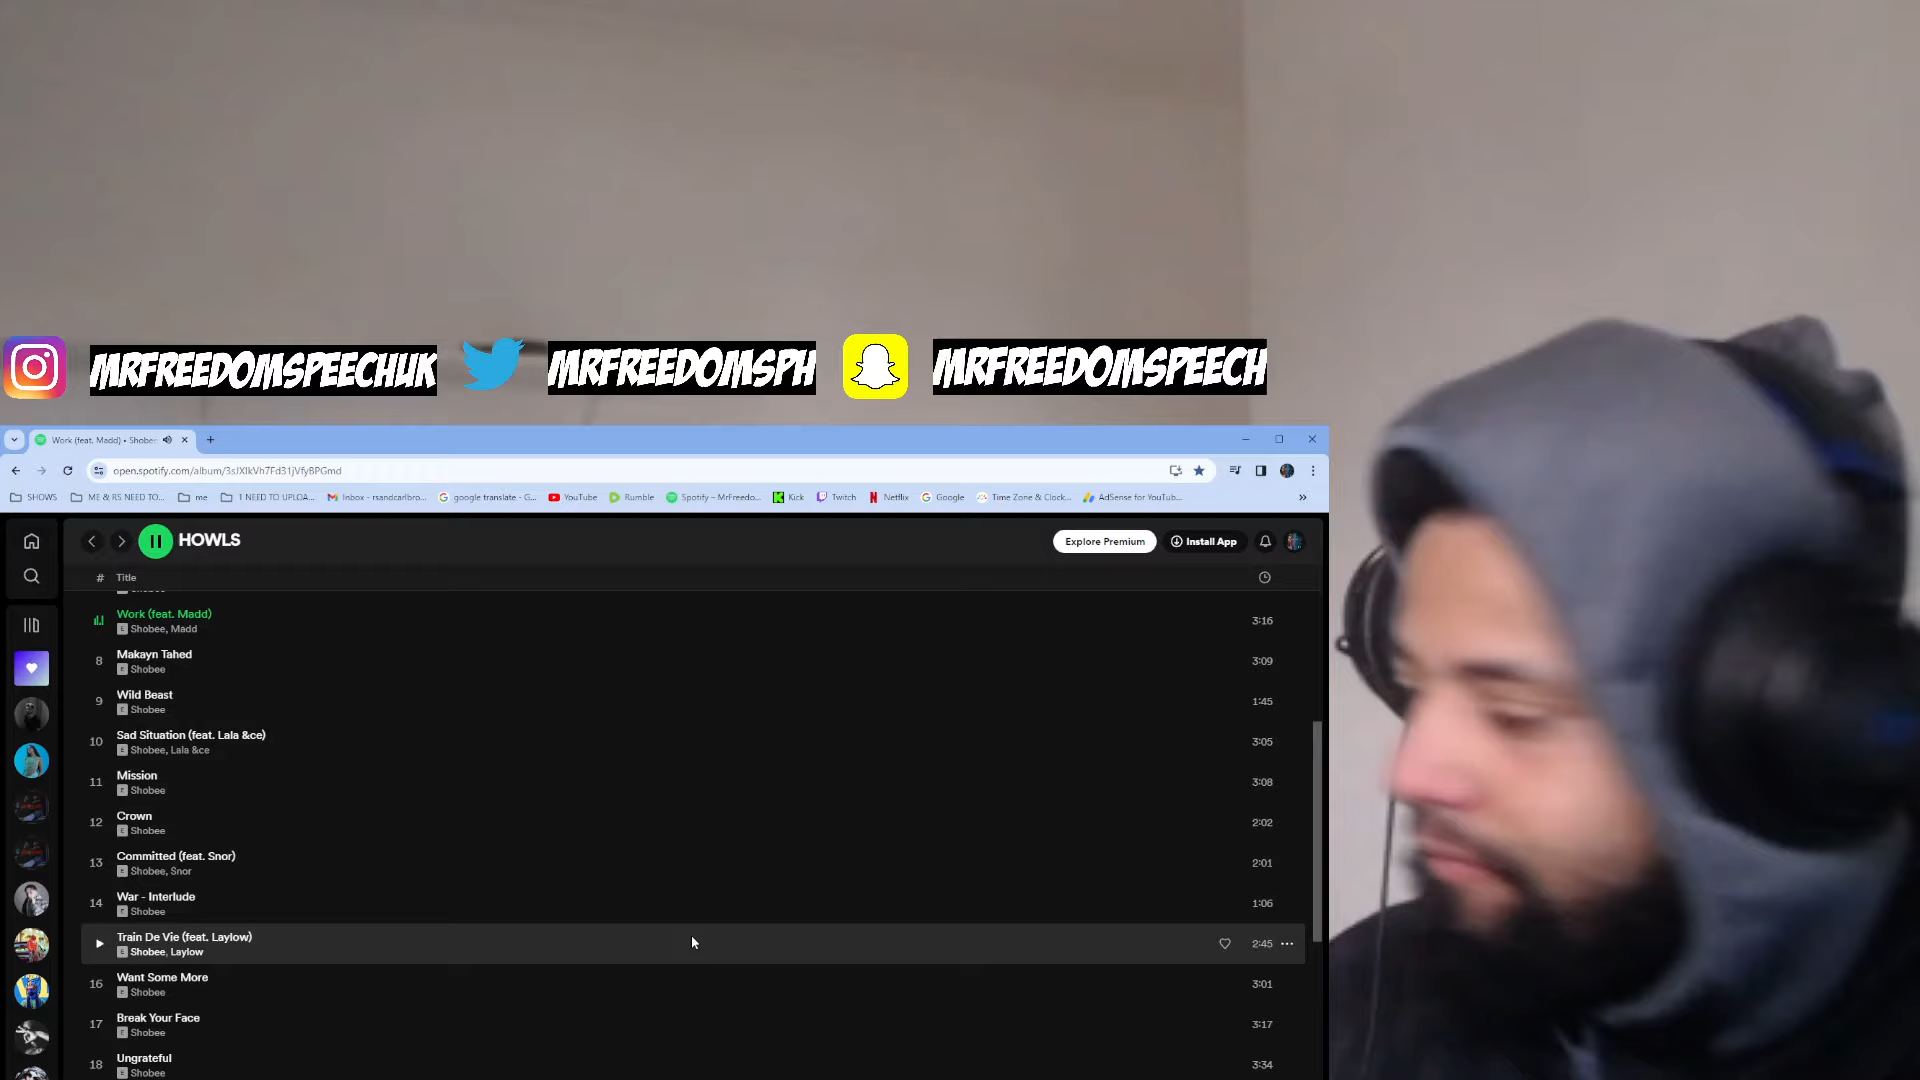 MRFREEDOMSPEECHUK
MRFREEDOMSPH
MRFREEDOMSPEECH
Work (feat. Madd) • Shobee
open.spotify.com/album/3sJXIkVh7Fd31jVfyBPGmd
SHOWS
ME & RS NEED TO...
me
1 NEED TO UPLOA...
Inbox - rsandcarlbro...
google translate - G...
YouTube
Rumble
Spotify – MrFreedo...
Kick
Twitch
Netflix
Google
Time Zone & Clock...
AdSense for YouTub...
HOWLS
Explore Premium
Install App
# Title
Work (feat. Madd)
E Shobee, Madd
3:16
8 Makayn Tahed
E Shobee
3:09
9 Wild Beast
E Shobee
1:45
10 Sad Situation (feat. Lala &ce)
E Shobee, Lala &ce
3:05
11 Mission
E Shobee
3:08
12 Crown
E Shobee
2:02
13 Committed (feat. Snor)
E Shobee, Snor
2:01
14 War - Interlude
E Shobee
1:06
Train De Vie (feat. Laylow)
E Shobee, Laylow
2:45
16 Want Some More
E Shobee
3:01
17 Break Your Face
E Shobee
3:17
18 Ungrateful
E Shobee
3:34